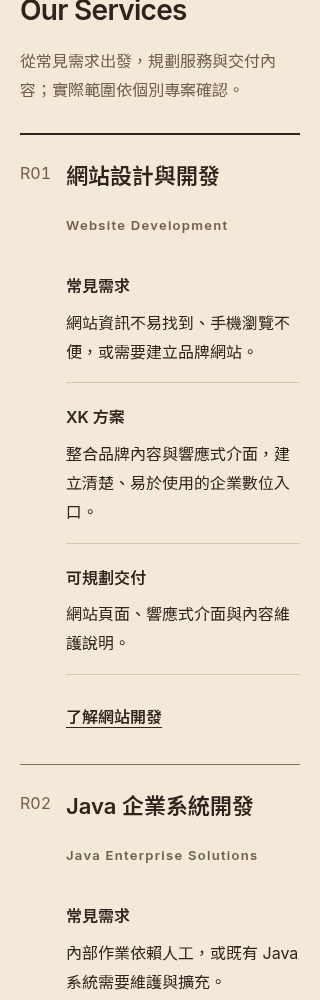 Our Services
從常見需求出發，規劃服務與交付內
容；實際範圍依個別專案確認。
R01 網站設計與開發
Website Development
常見需求
網站資訊不易找到、手機瀏覽不
便，或需要建立品牌網站。
XK 方案
整合品牌內容與響應式介面，建
立清楚、易於使用的企業數位入
口。
可規劃交付
網站頁面、響應式介面與內容維
護說明。
了解網站開發
R02 Java 企業系統開發
Java Enterprise Solutions
常見需求
內部作業依賴人工，或既有 Java
系統需要維護與擴充。